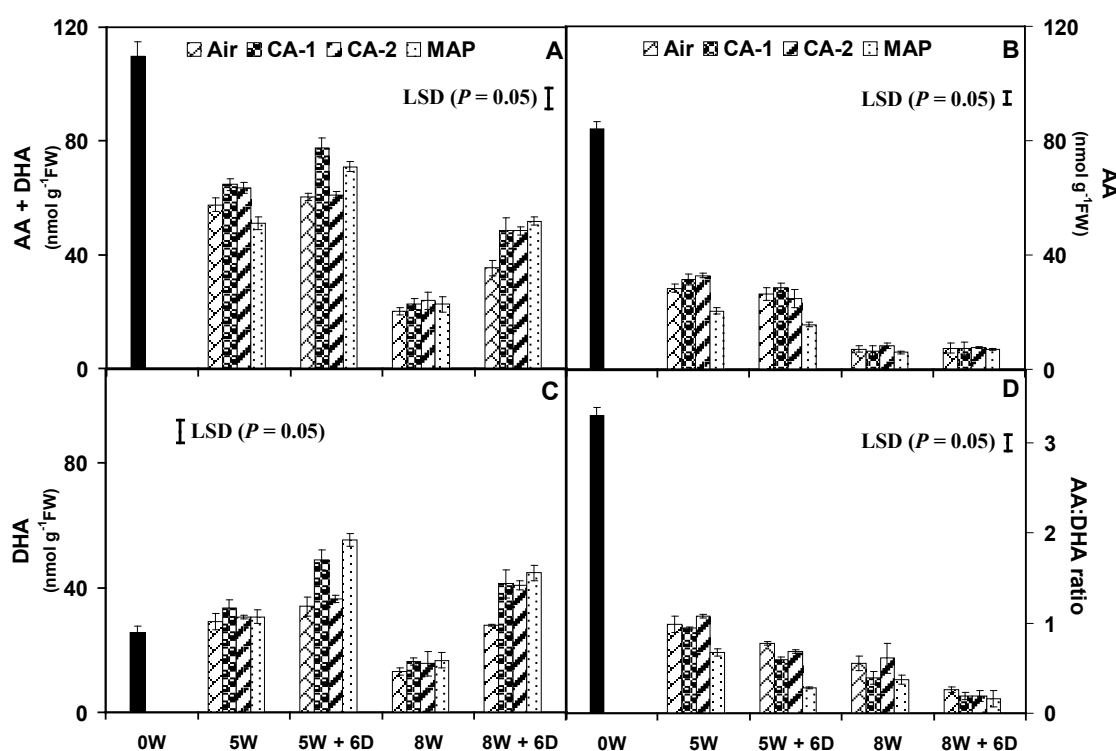 120
80
40
0
AA + DHA
(nmol g⁻¹FW)
Air CA-1 CA-2 MAP
A
LSD (P = 0.05)
Air CA-1 CA-2 MAP
B
LSD (P = 0.05)
120
80
40
0
AA
(nmol g⁻¹FW)
80
40
0
DHA
(nmol g⁻¹FW)
C
LSD (P = 0.05)
D
LSD (P = 0.05)
3
2
1
0
AA:DHA ratio
0W 5W 5W + 6D 8W 8W + 6D
0W 5W 5W + 6D 8W 8W + 6D